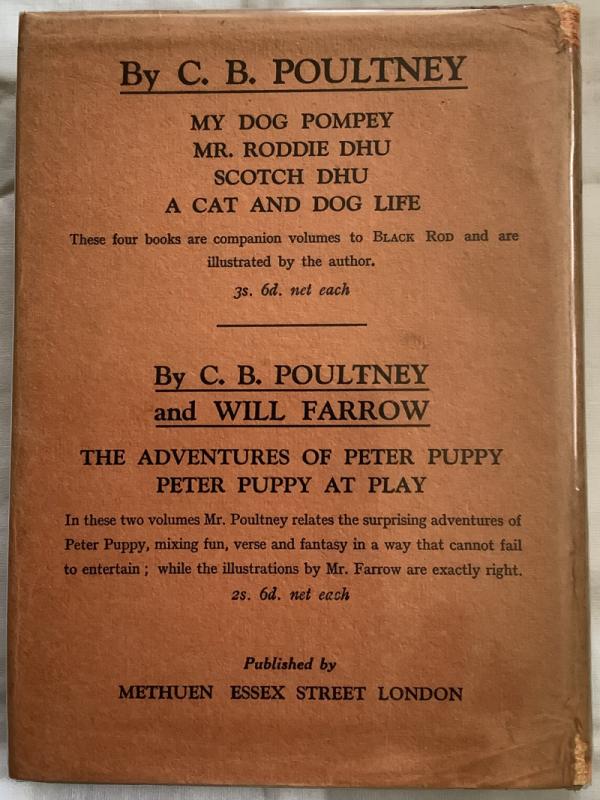 By C. B. POULTNEY
MY DOG POMPEY
MR. RODDIE DHU
SCOTCH DHU
A CAT AND DOG LIFE
These four books are companion volumes to BLACK ROD and are
illustrated by the author.
3s. 6d. net each
By C. B. POULTNEY
and WILL FARROW
THE ADVENTURES OF PETER PUPPY
PETER PUPPY AT PLAY
In these two volumes Mr. Poultney relates the surprising adventures of
Peter Puppy, mixing fun, verse and fantasy in a way that cannot fail
to entertain ; while the illustrations by Mr. Farrow are exactly right.
2s. 6d. net each
Published by
METHUEN ESSEX STREET LONDON